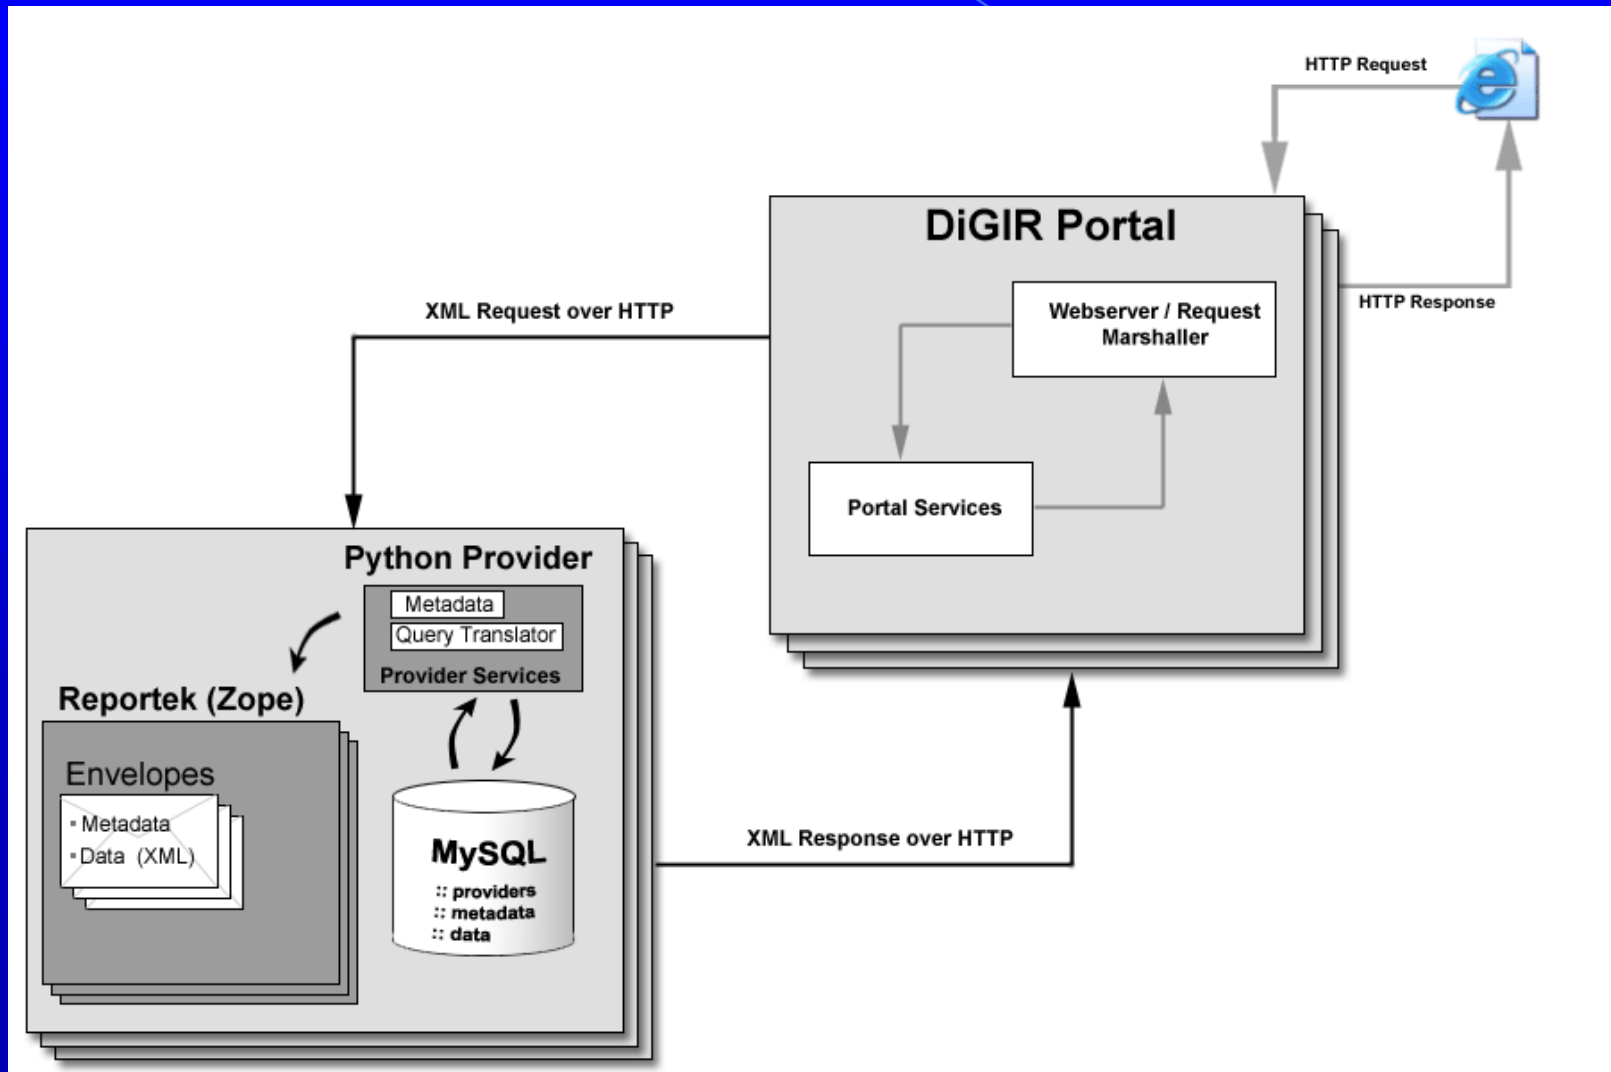 HTTP Request
DiGIR Portal
Webserver / Request
Marshaller
HTTP Response
XML Request over HTTP
Portal Services
Python Provider
Metadata
Query Translator
Provider Services
Reportek (Zope)
Envelopes
▪ Metadata
▪ Data (XML)
MySQL
:: providers
:: metadata
:: data
XML Response over HTTP